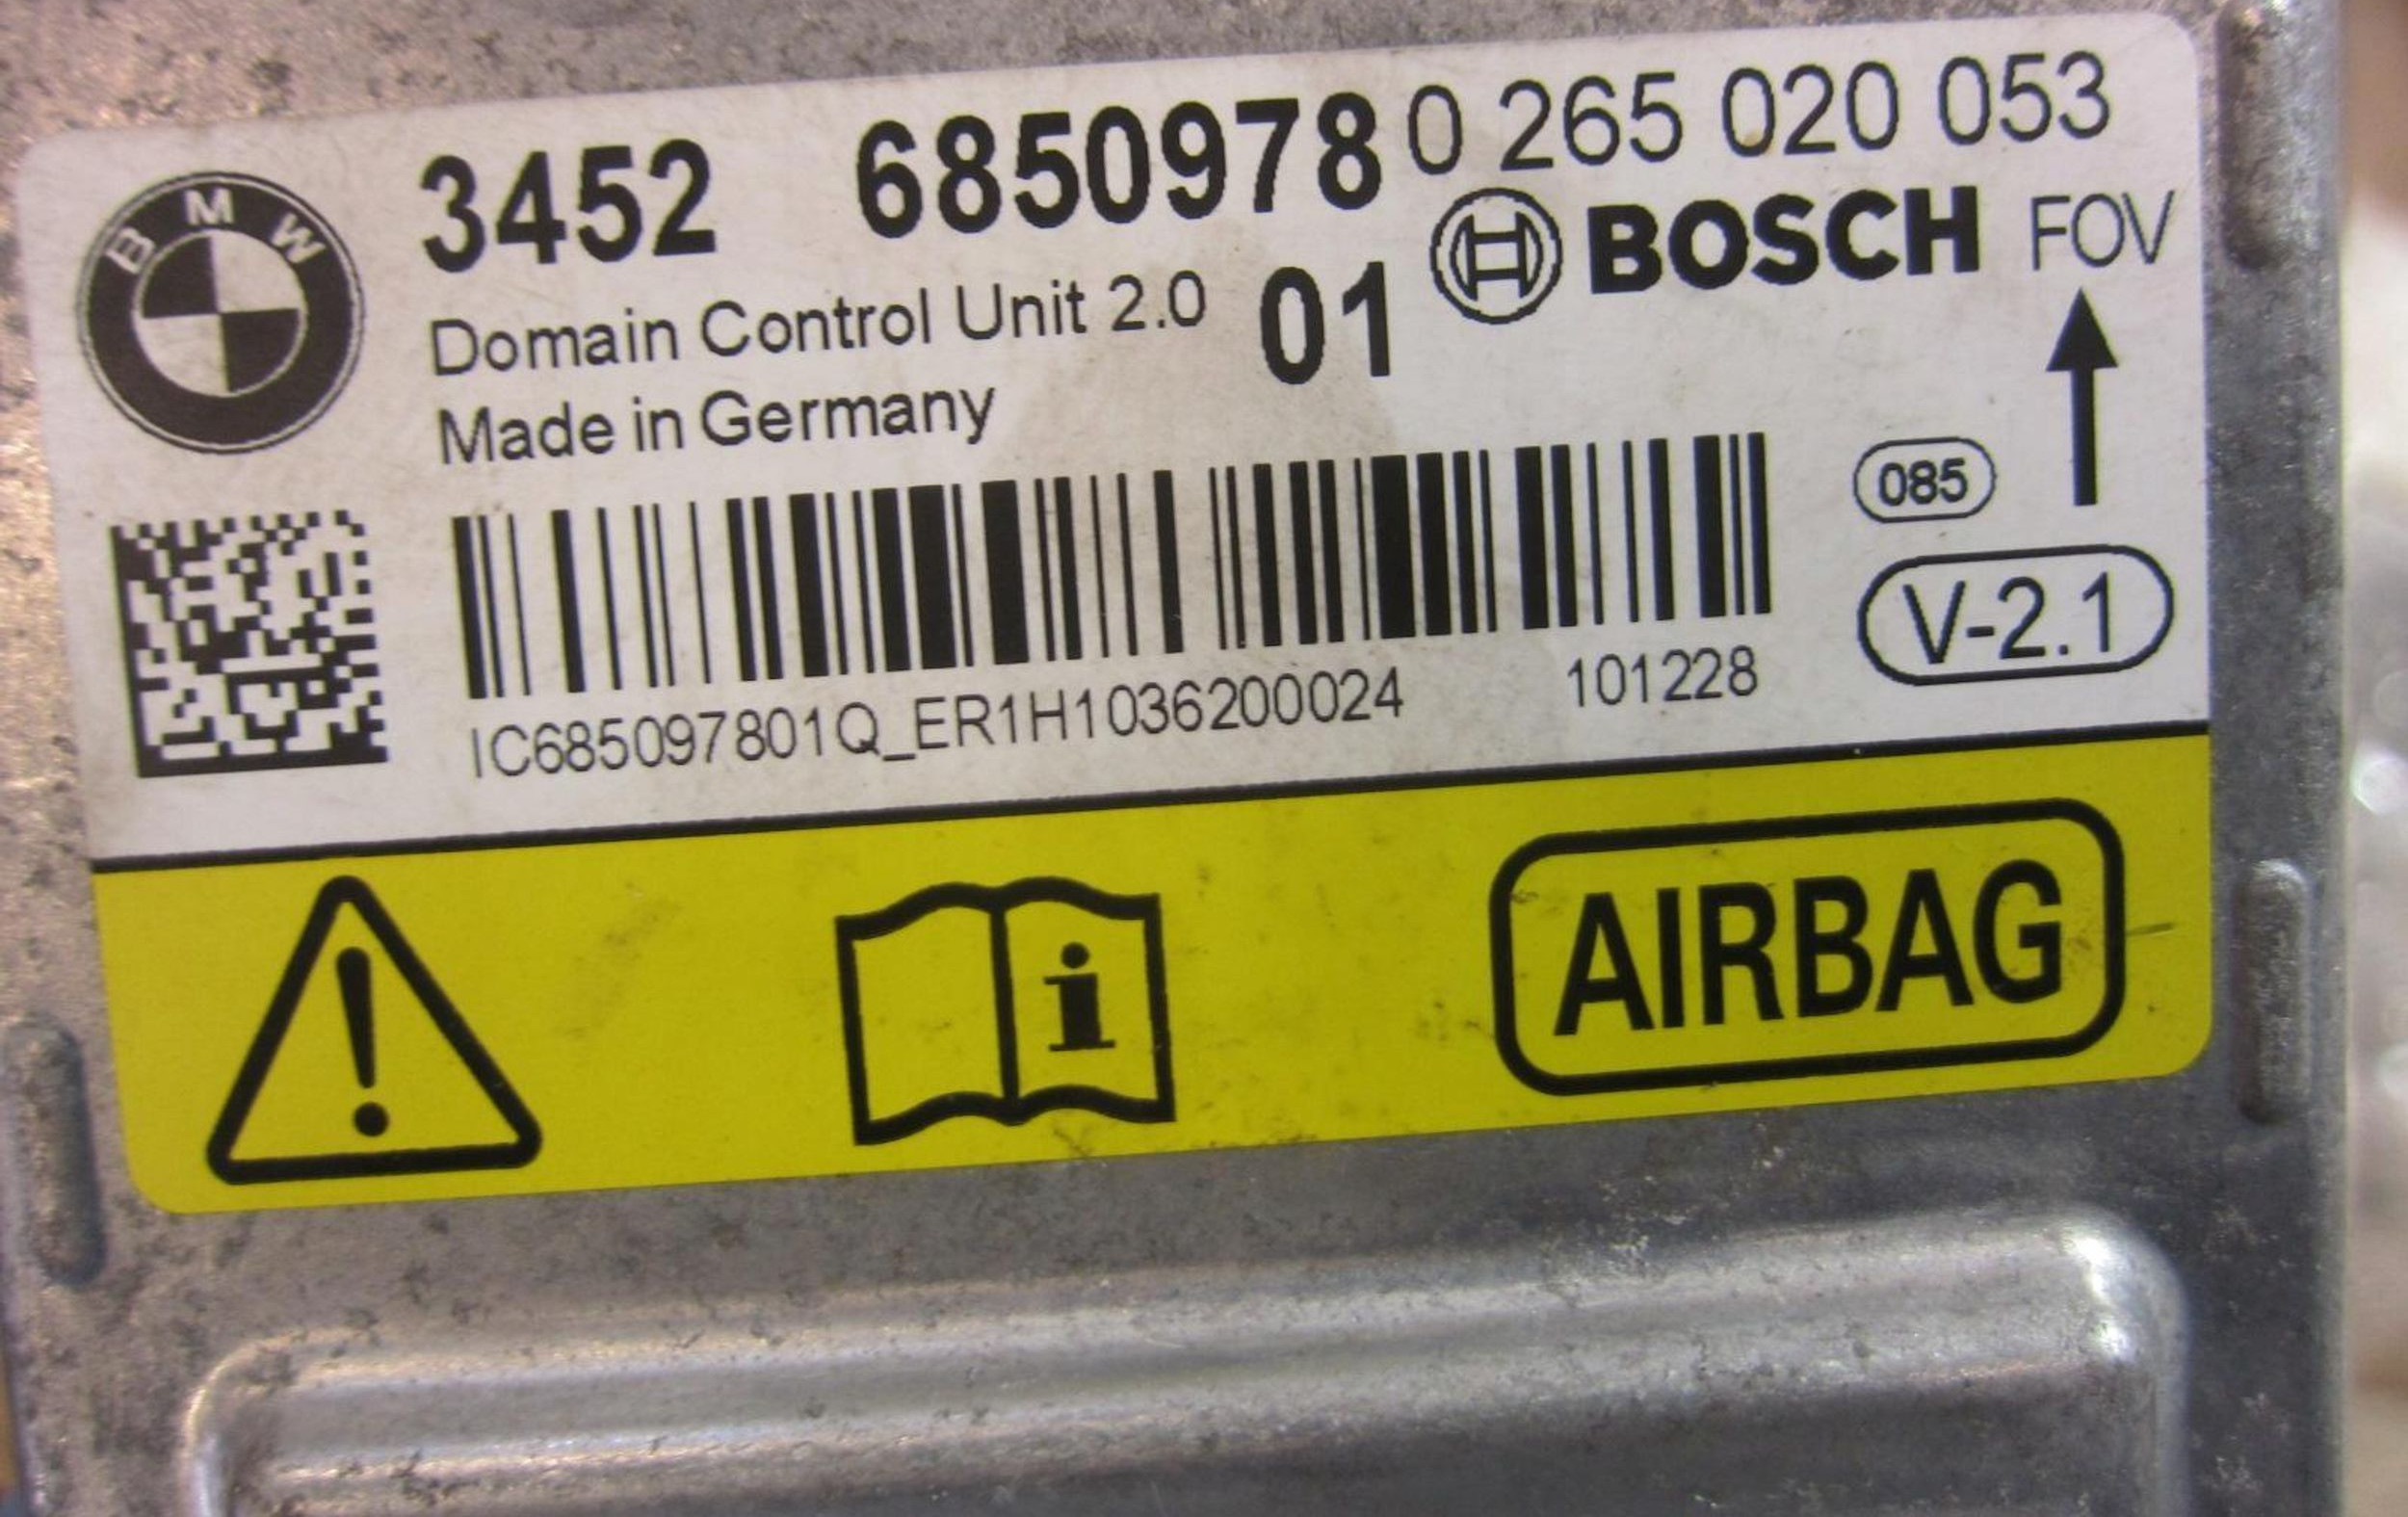 BMW
3452 6850978 0 265 020 053
Domain Control Unit 2.0 01 BOSCH FOV
Made in Germany
085
V-2.1
IC685097801Q_ER1H1036200024 101228
i
AIRBAG